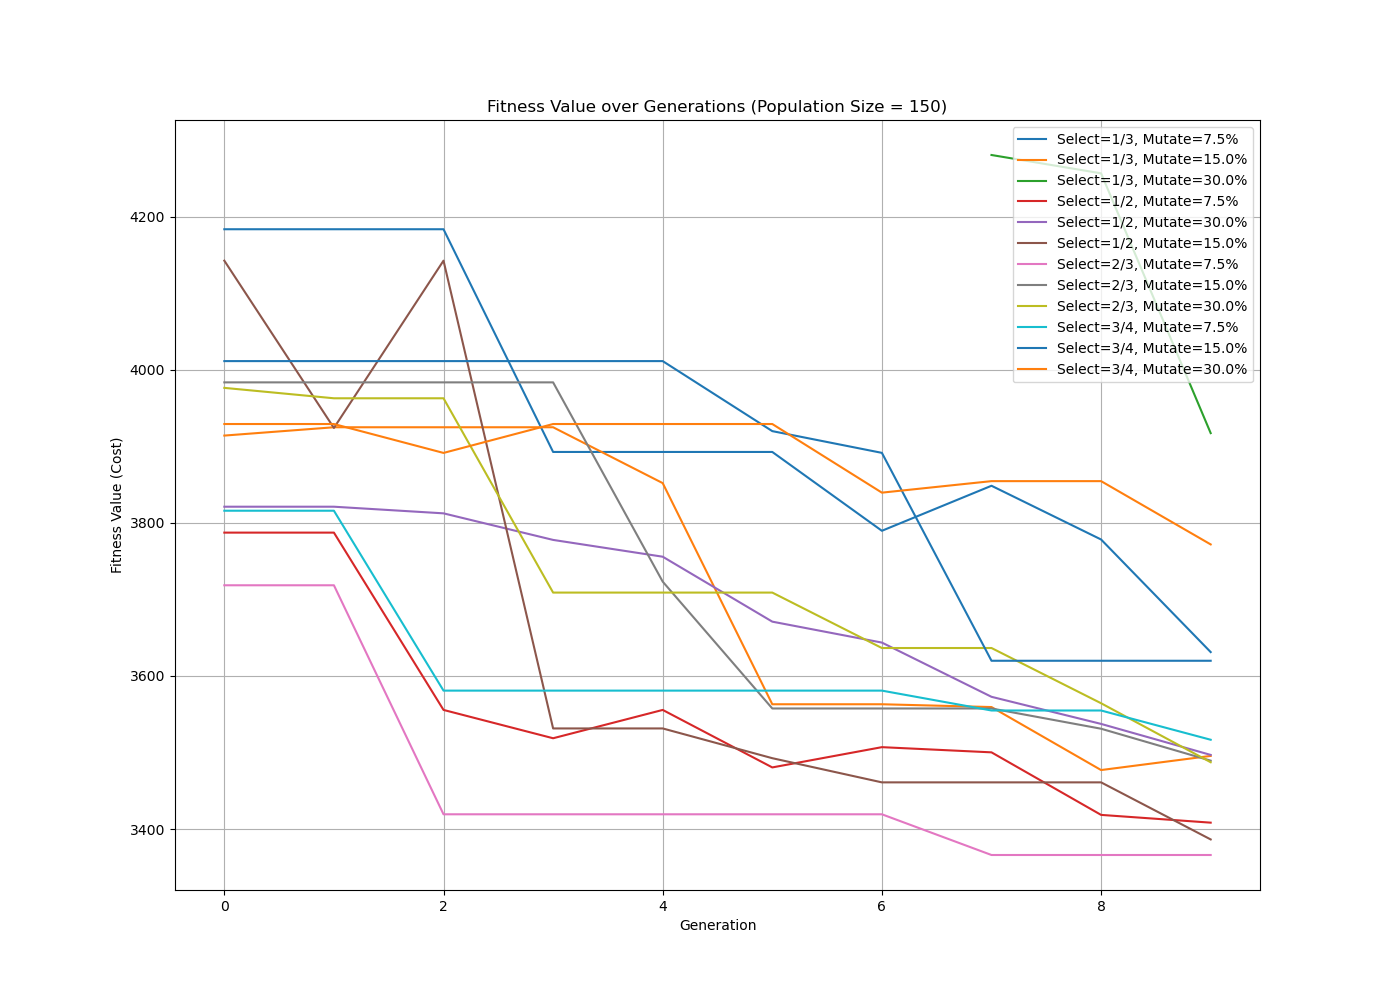 Fitness Value over Generations (Population Size = 150)
Select=1/3, Mutate=7.5%
Select=1/3, Mutate=15.0%
Select=1/3, Mutate=30.0%
Select=1/2, Mutate=7.5%
Select=1/2, Mutate=30.0%
Select=1/2, Mutate=15.0%
Select=2/3, Mutate=7.5%
Select=2/3, Mutate=15.0%
Select=2/3, Mutate=30.0%
Select=3/4, Mutate=7.5%
Select=3/4, Mutate=15.0%
Select=3/4, Mutate=30.0%
Fitness Value (Cost)
4200
4000
3800
3600
3400
0 2 4 6 8
Generation